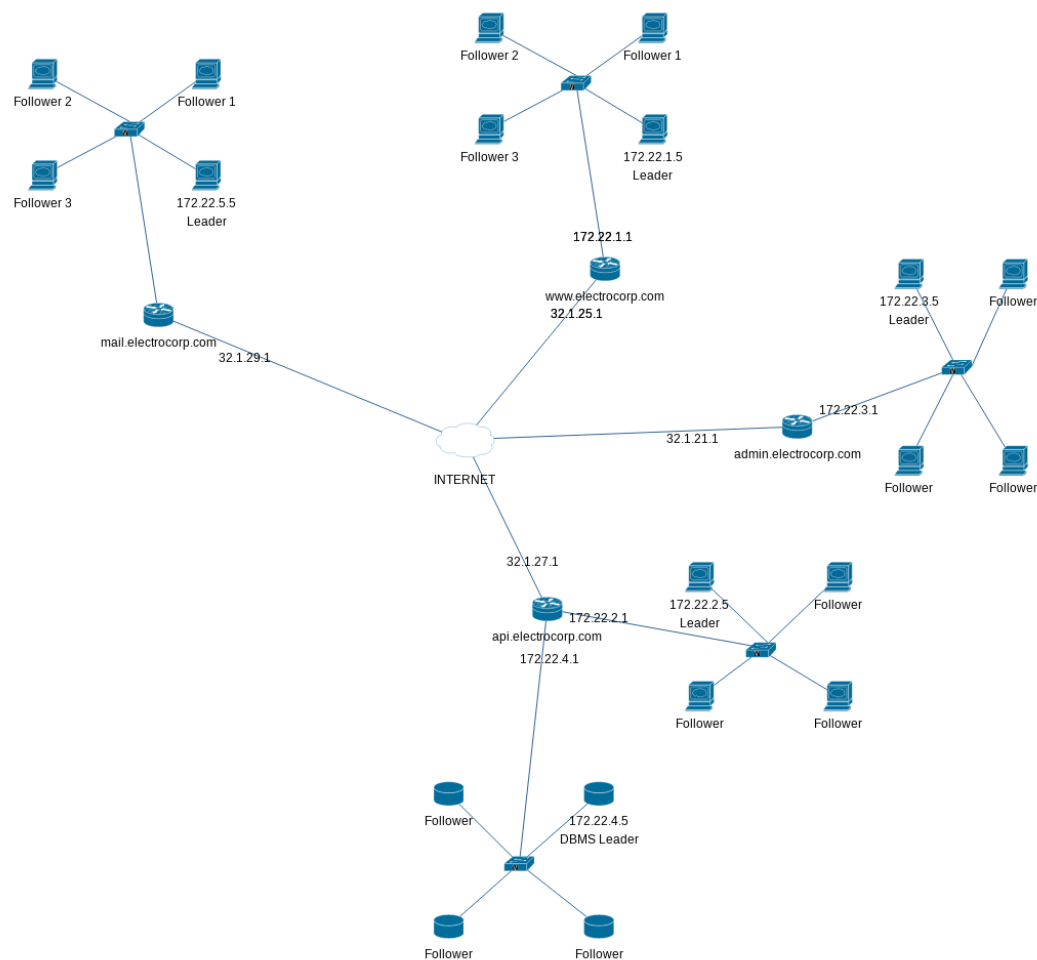 Follower 2
Follower 1
Follower 3
172.22.5.5
Leader
mail.electrocorp.com
32.1.29.1
Follower 2
Follower 1
Follower 3
172.22.1.5
Leader
172.22.1.1
www.electrocorp.com
32.1.25.1
172.22.3.5
Leader
Follower
172.22.3.1
32.1.21.1
admin.electrocorp.com
Follower
Follower
INTERNET
32.1.27.1
172.22.2.1
api.electrocorp.com
172.22.4.1
172.22.2.5
Leader
Follower
Follower
Follower
Follower
172.22.4.5
DBMS Leader
Follower
Follower